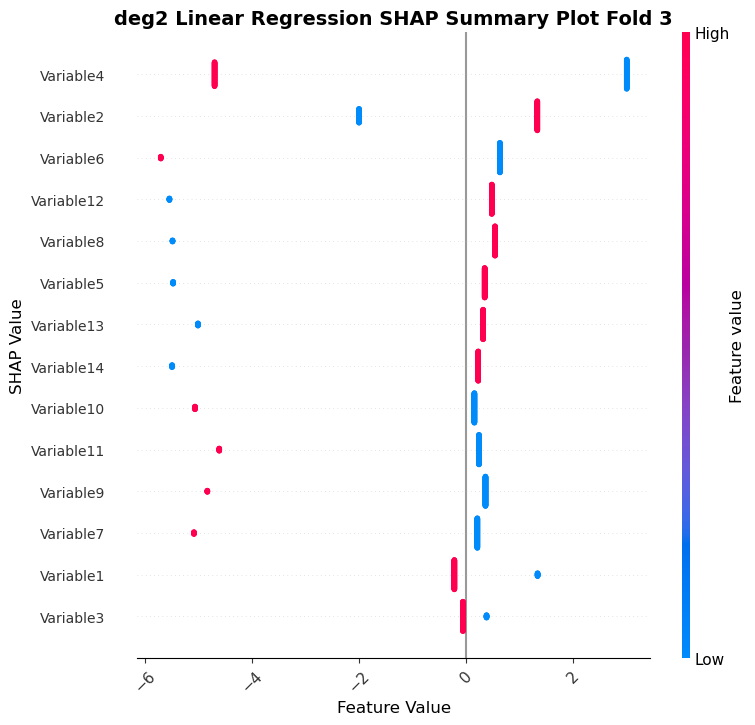 deg2 Linear Regression SHAP Summary Plot Fold 3
High
Variable4
Variable2
Variable6
Variable12
Variable8
Variable5
Variable13
Variable14
Variable10
Variable11
Variable9
Variable7
Variable1
Variable3
SHAP Value
Feature value
Low
−6
−4
−2
0
2
Feature Value